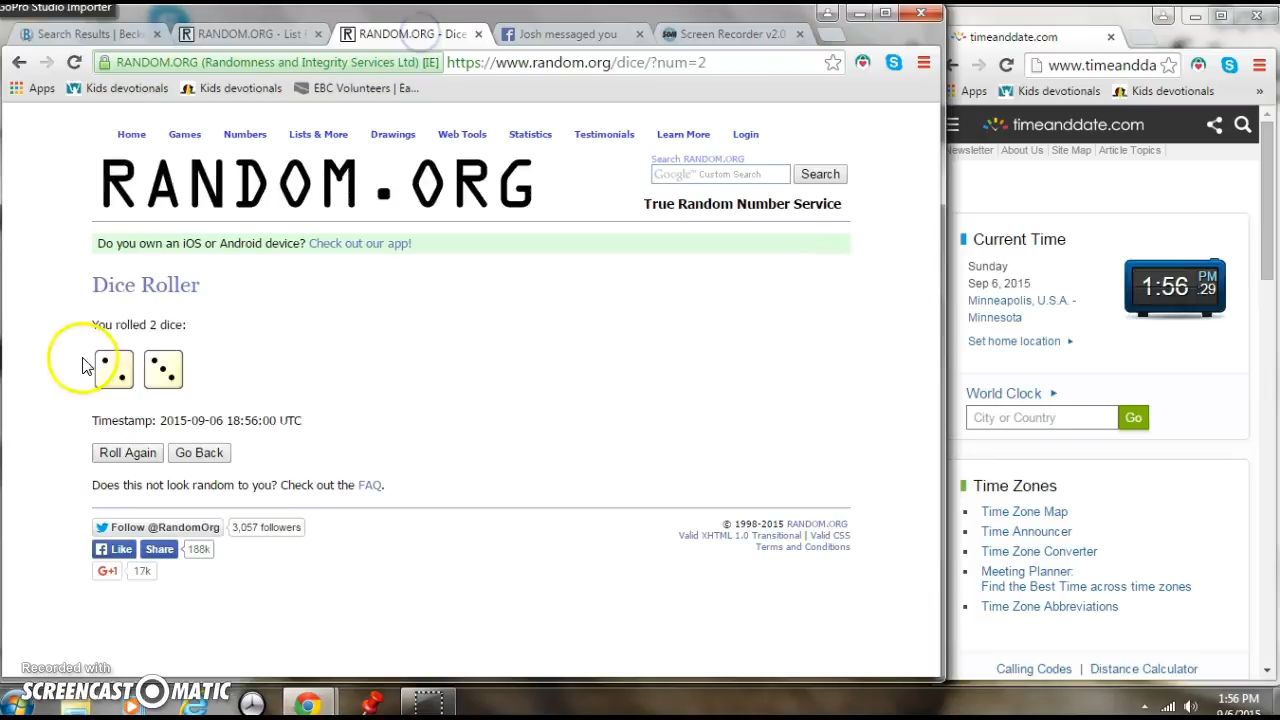 GoPro Studio Importer
Search Results | Beck
RANDOM.ORG - List
RANDOM.ORG - Dice
Josh messaged you
Screen Recorder v2.0
timeanddate.com
RANDOM.ORG (Randomness and Integrity Services Ltd) [IE]
https://www.random.org/dice/?num=2
www.timeandda
Apps
Kids devotionals
Kids devotionals
EBC Volunteers | Ea...
Apps
Kids devotionals
Kids devotionals
»
Home
Games
Numbers
Lists & More
Drawings
Web Tools
Statistics
Testimonials
Learn More
Login
RANDOM.ORG
Search RANDOM.ORG
Google™ Custom Search
Search
True Random Number Service
Do you own an iOS or Android device? Check out our app!
Dice Roller
You rolled 2 dice:
Timestamp: 2015-09-06 18:56:00 UTC
Roll Again
Go Back
Does this not look random to you? Check out the FAQ.
Follow @RandomOrg
3,057 followers
Like
Share
188k
G+1
17k
© 1998-2015 RANDOM.ORG
Valid XHTML 1.0 Transitional | Valid CSS
Terms and Conditions
timeanddate.com
Newsletter | About Us | Site Map | Article Topics |
Current Time
Sunday
Sep 6, 2015
Minneapolis, U.S.A. -
Minnesota
1:56 PM :29
Set home location
World Clock
City or Country
Go
Time Zones
Time Zone Map
Time Announcer
Time Zone Converter
Meeting Planner:
Find the Best Time across time zones
Time Zone Abbreviations
Calling Codes | Distance Calculator
Recorded with
SCREENCAST-O-MATIC
1:56 PM
9/6/2015